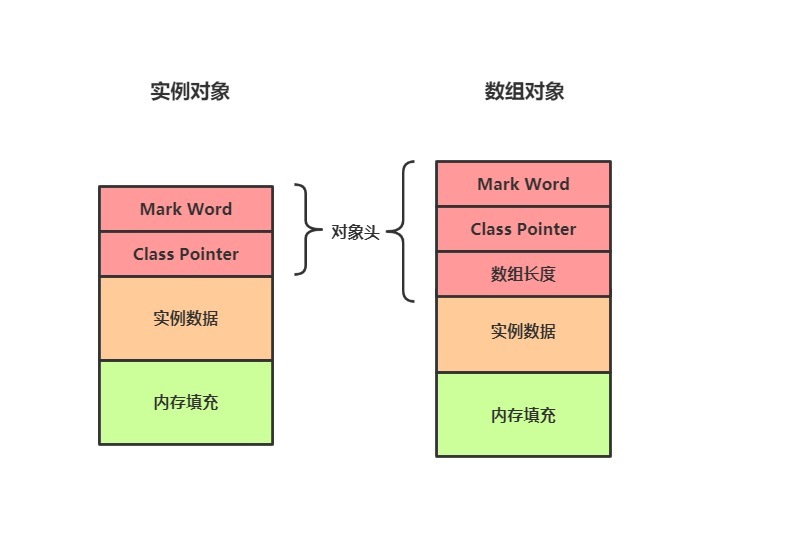 实例对象
数组对象
Mark Word
Class Pointer
实例数据
内存填充
对象头
Mark Word
Class Pointer
数组长度
实例数据
内存填充